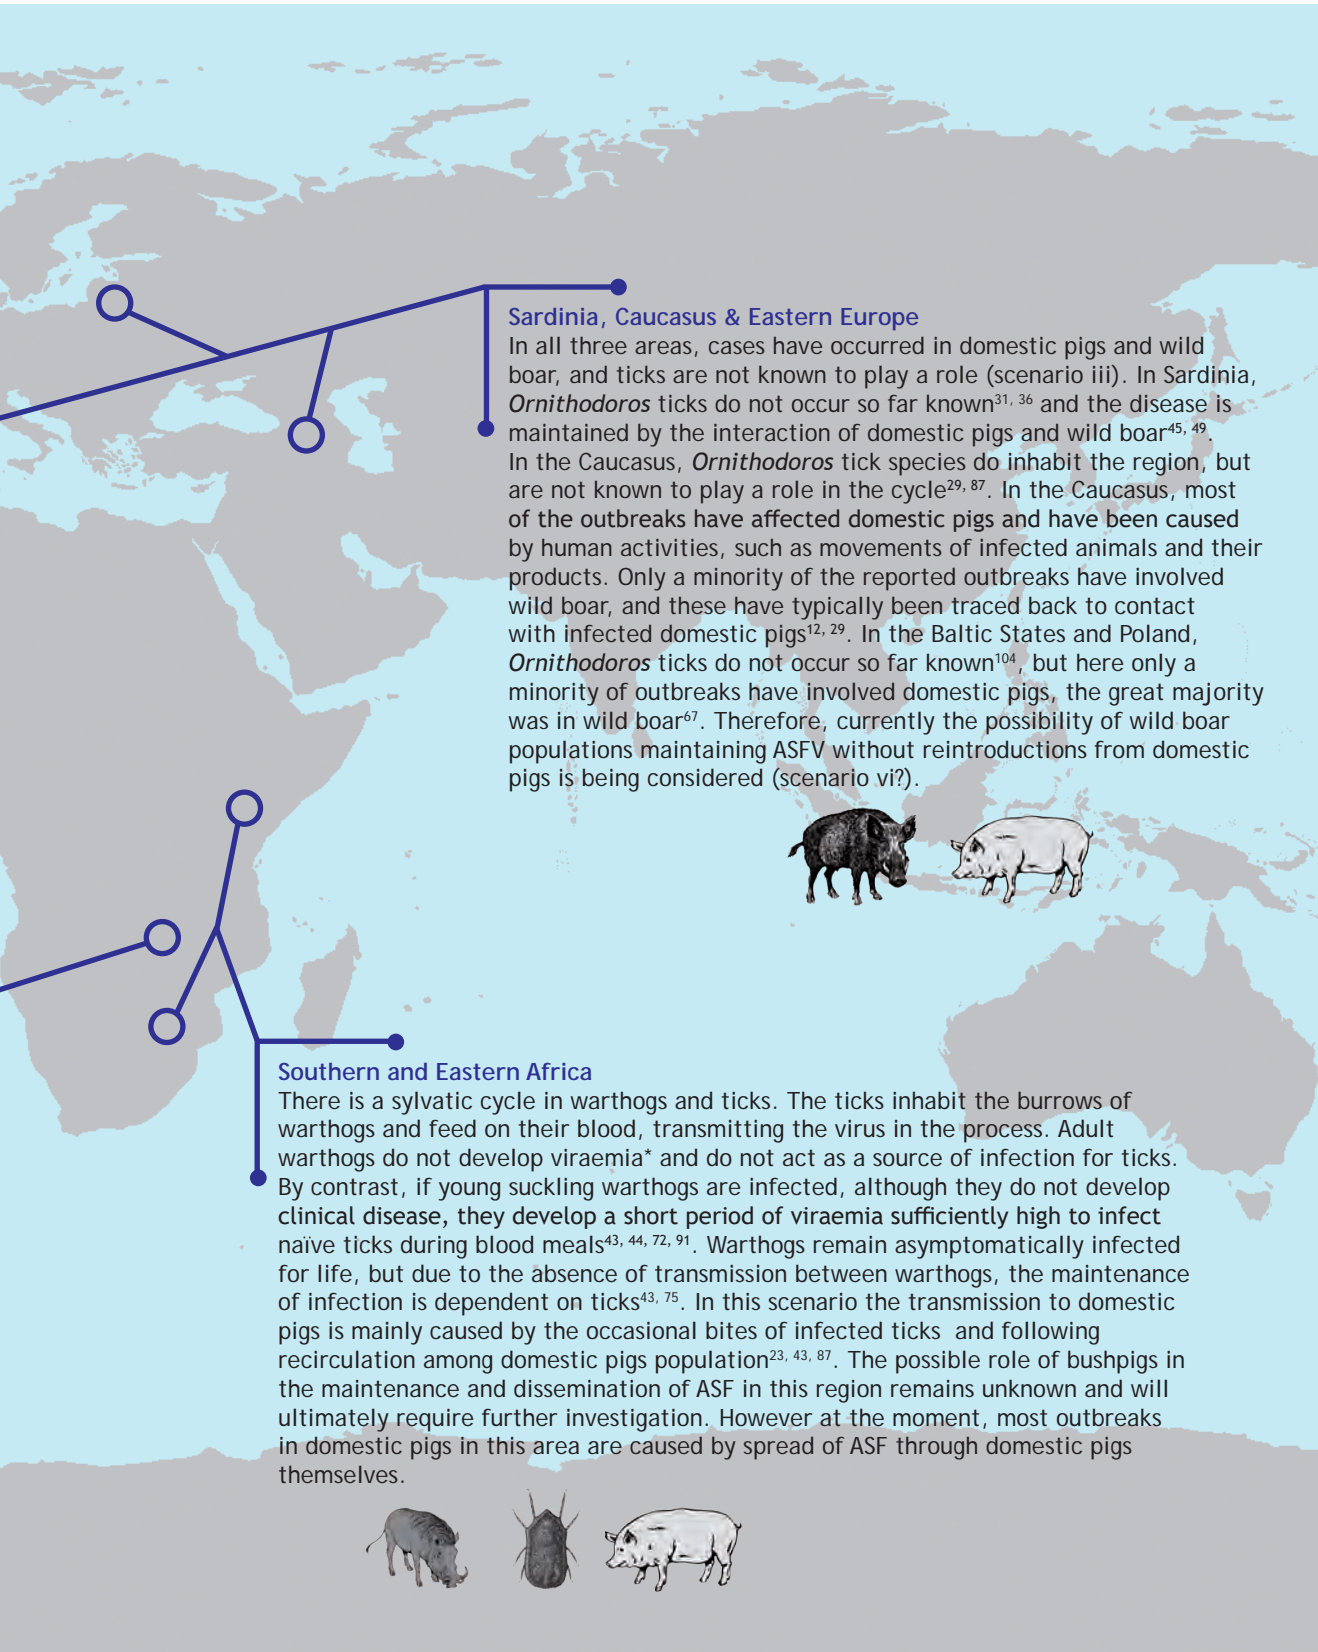 Sardinia, Caucasus & Eastern Europe
In all three areas, cases have occurred in domestic pigs and wild
boar, and ticks are not known to play a role (scenario iii). In Sardinia,
Ornithodoros ticks do not occur so far known31, 36 and the disease is
maintained by the interaction of domestic pigs and wild boar45, 49.
In the Caucasus, Ornithodoros tick species do inhabit the region, but
are not known to play a role in the cycle29, 87. In the Caucasus, most
of the outbreaks have affected domestic pigs and have been caused
by human activities, such as movements of infected animals and their
products. Only a minority of the reported outbreaks have involved
wild boar, and these have typically been traced back to contact
with infected domestic pigs12, 29. In the Baltic States and Poland,
Ornithodoros ticks do not occur so far known104, but here only a
minority of outbreaks have involved domestic pigs, the great majority
was in wild boar67. Therefore, currently the possibility of wild boar
populations maintaining ASFV without reintroductions from domestic
pigs is being considered (scenario vi?).
Southern and Eastern Africa
There is a sylvatic cycle in warthogs and ticks. The ticks inhabit the burrows of
warthogs and feed on their blood, transmitting the virus in the process. Adult
warthogs do not develop viraemia* and do not act as a source of infection for ticks.
By contrast, if young suckling warthogs are infected, although they do not develop
clinical disease, they develop a short period of viraemia sufficiently high to infect
naïve ticks during blood meals43, 44, 72, 91. Warthogs remain asymptomatically infected
for life, but due to the absence of transmission between warthogs, the maintenance
of infection is dependent on ticks43, 75. In this scenario the transmission to domestic
pigs is mainly caused by the occasional bites of infected ticks and following
recirculation among domestic pigs population23, 43, 87. The possible role of bushpigs in
the maintenance and dissemination of ASF in this region remains unknown and will
ultimately require further investigation. However at the moment, most outbreaks
in domestic pigs in this area are caused by spread of ASF through domestic pigs
themselves.